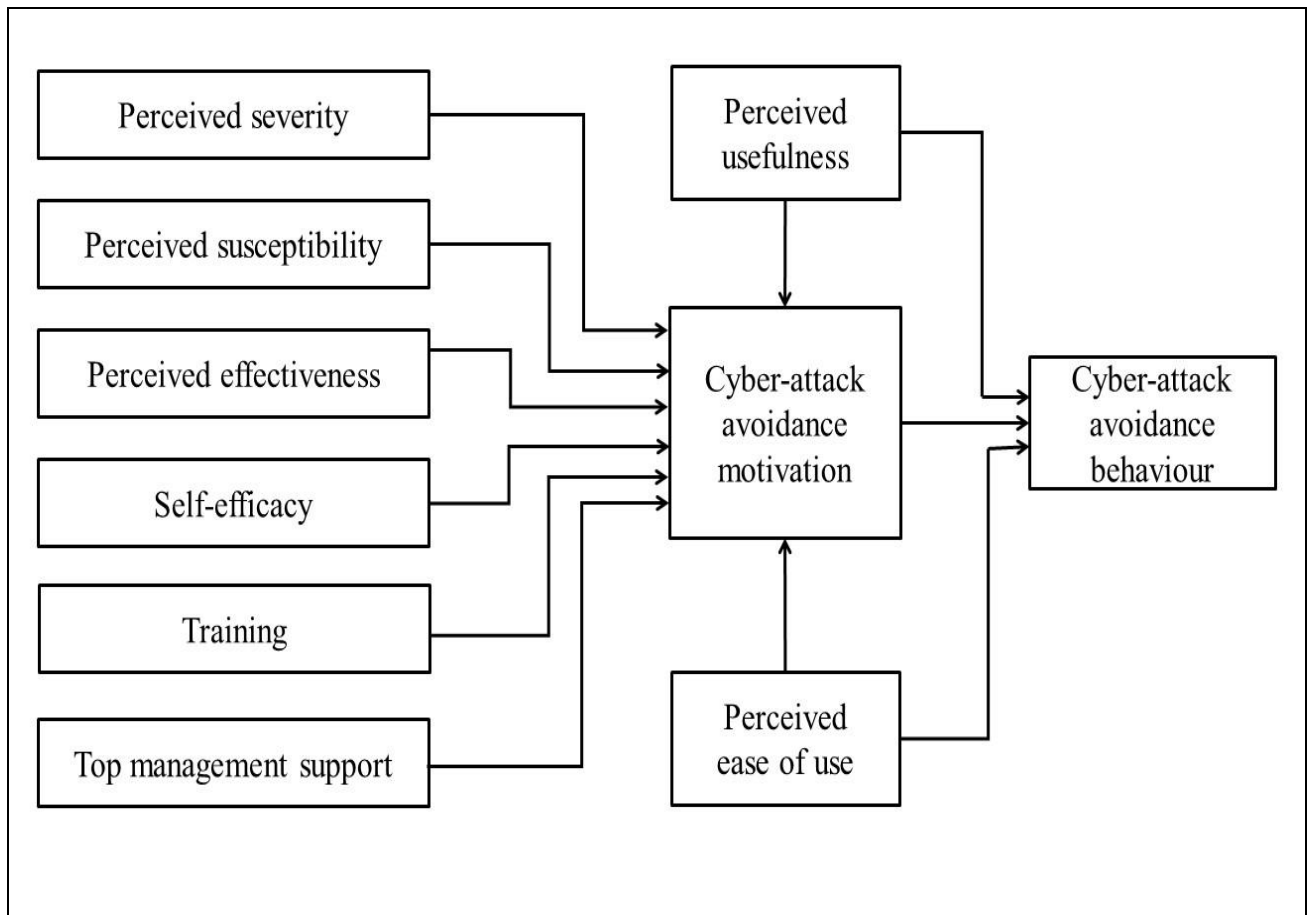 Perceived severity
Perceived susceptibility
Perceived effectiveness
Self-efficacy
Training
Top management support
Perceived
usefulness
Cyber-attack
avoidance
motivation
Perceived
ease of use
Cyber-attack
avoidance
behaviour